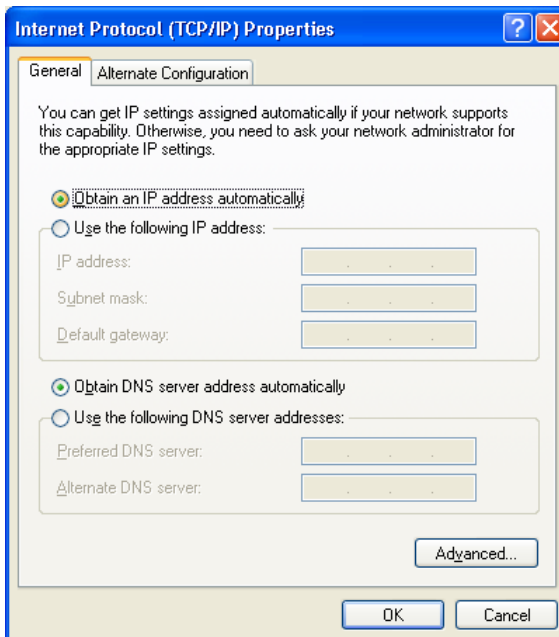 Internet Protocol (TCP/IP) Properties
General
Alternate Configuration
You can get IP settings assigned automatically if your network supports
this capability. Otherwise, you need to ask your network administrator for
the appropriate IP settings.
Obtain an IP address automatically
Use the following IP address:
IP address:
Subnet mask:
Default gateway:
Obtain DNS server address automatically
Use the following DNS server addresses:
Preferred DNS server:
Alternate DNS server:
Advanced...
OK
Cancel